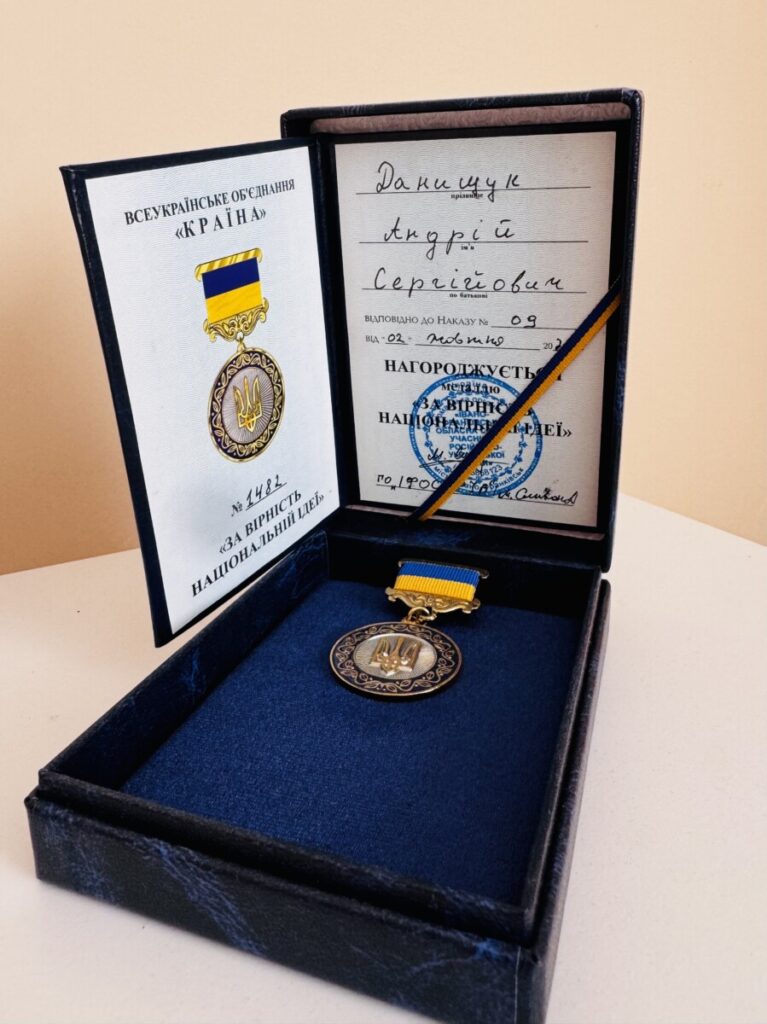 ВСЕУКРАЇНСЬКЕ ОБ'ЄДНАННЯ
«КРАЇНА»
№ 1482
«ЗА ВІРНІСТЬ
НАЦІОНАЛЬНІЙ ІДЕЇ»
Данищук
прізвище
Андрій
ім'я
Сергійович
по батькові
ВІДПОВІДНО ДО НАКАЗУ № 09
ВІД "02" жовтня 20
НАГОРОДЖУЄТЬСЯ
медаллю
«ЗА ВІРНІСТЬ
НАЦІОНАЛЬНІЙ ІДЕЇ»